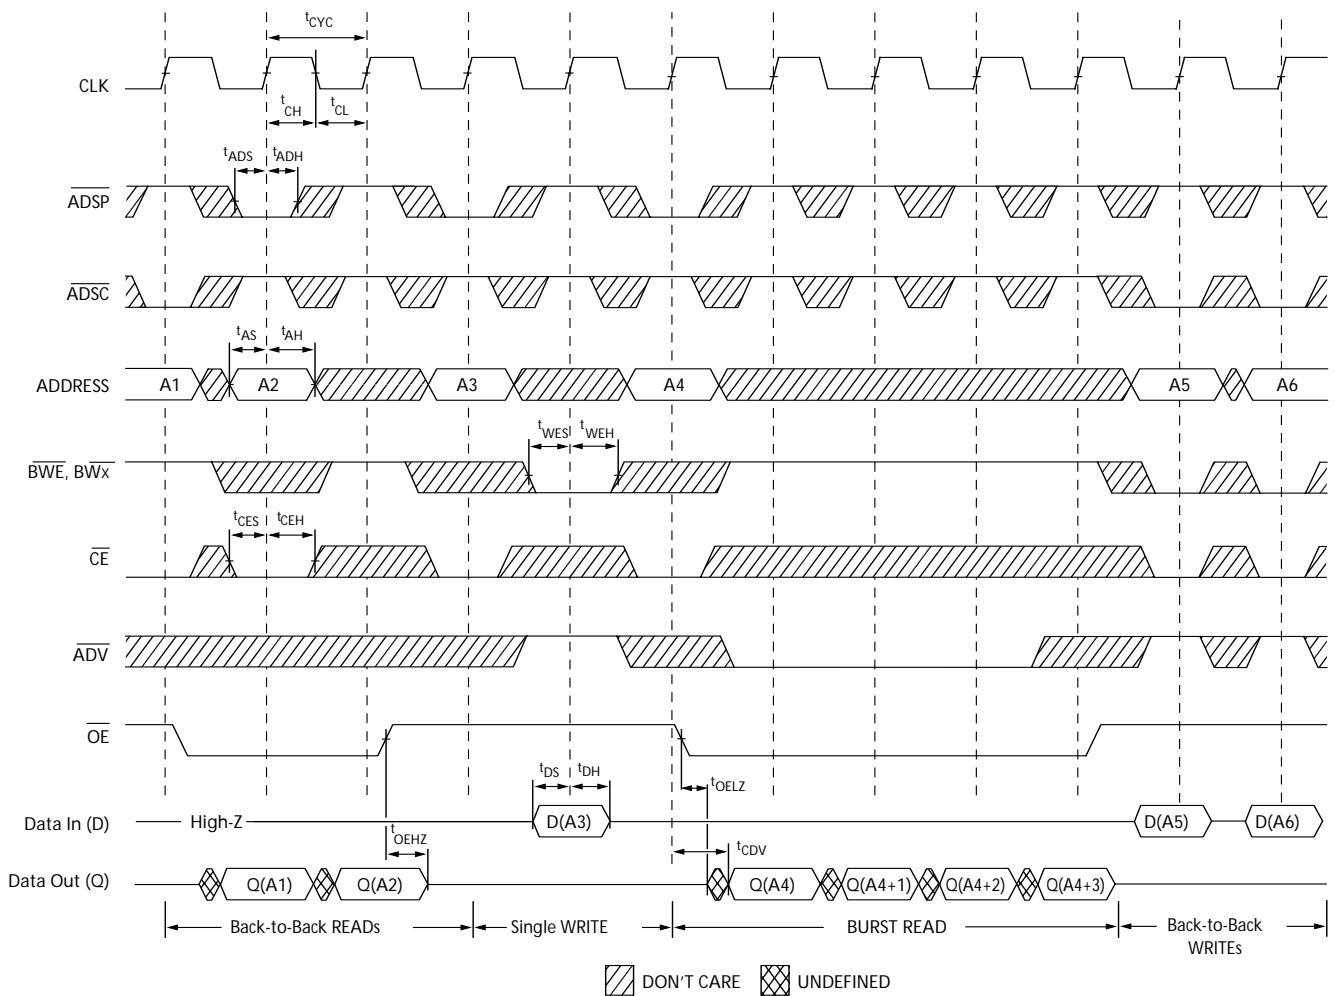 tCYC
CLK
tCH tCL
tADS tADH
ADSP
ADSC
tAS tAH
ADDRESS A1 A2 A3 A4 A5 A6
tWES tWEH
BWE, BWx
tCES tCEH
CE
ADV
OE
tDS tDH tOELZ
Data In (D) High-Z D(A3) D(A5) D(A6)
tOEHZ tCDV
Data Out (Q) Q(A1) Q(A2) Q(A4) Q(A4+1) Q(A4+2) Q(A4+3)
Back-to-Back READs Single WRITE BURST READ Back-to-Back
WRITEs
DON'T CARE UNDEFINED